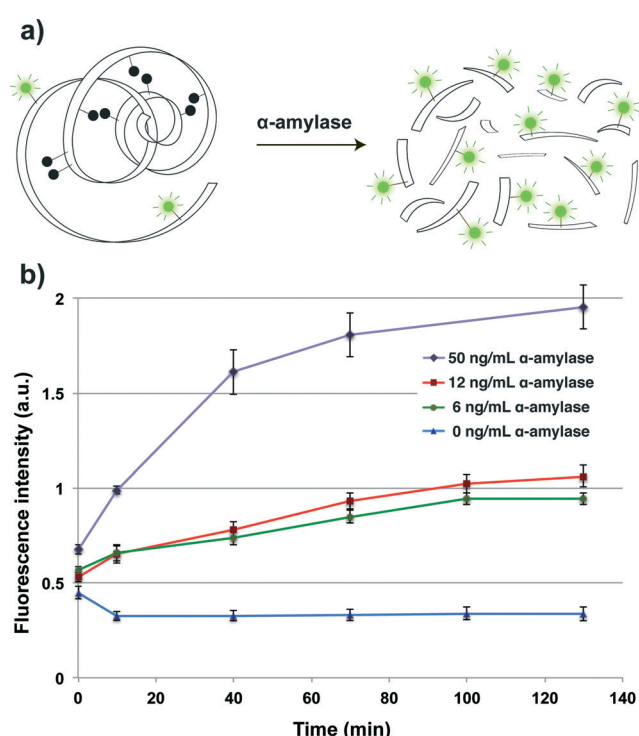 a)
α-amylase
b)
2
1.5
1
0.5
0
Fluorescence intensity (a.u.)
50 ng/mL α-amylase
12 ng/mL α-amylase
6 ng/mL α-amylase
0 ng/mL α-amylase
0 20 40 60 80 100 120 140
Time (min)